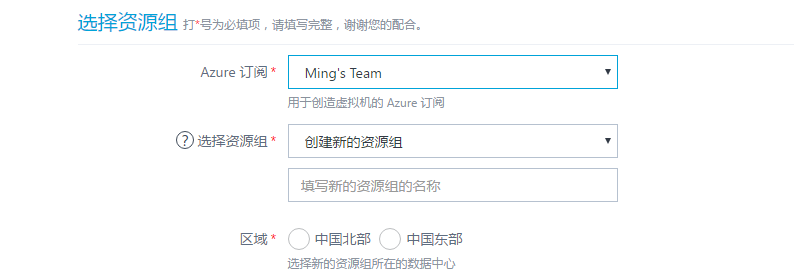 选择资源组 打*号为必填项，请填写完整，谢谢您的配合。
Azure 订阅 * Ming's Team
用于创造虚拟机的 Azure 订阅
? 选择资源组 * 创建新的资源组
填写新的资源组的名称
区域 * 中国北部 中国东部
选择新的资源组所在的数据中心